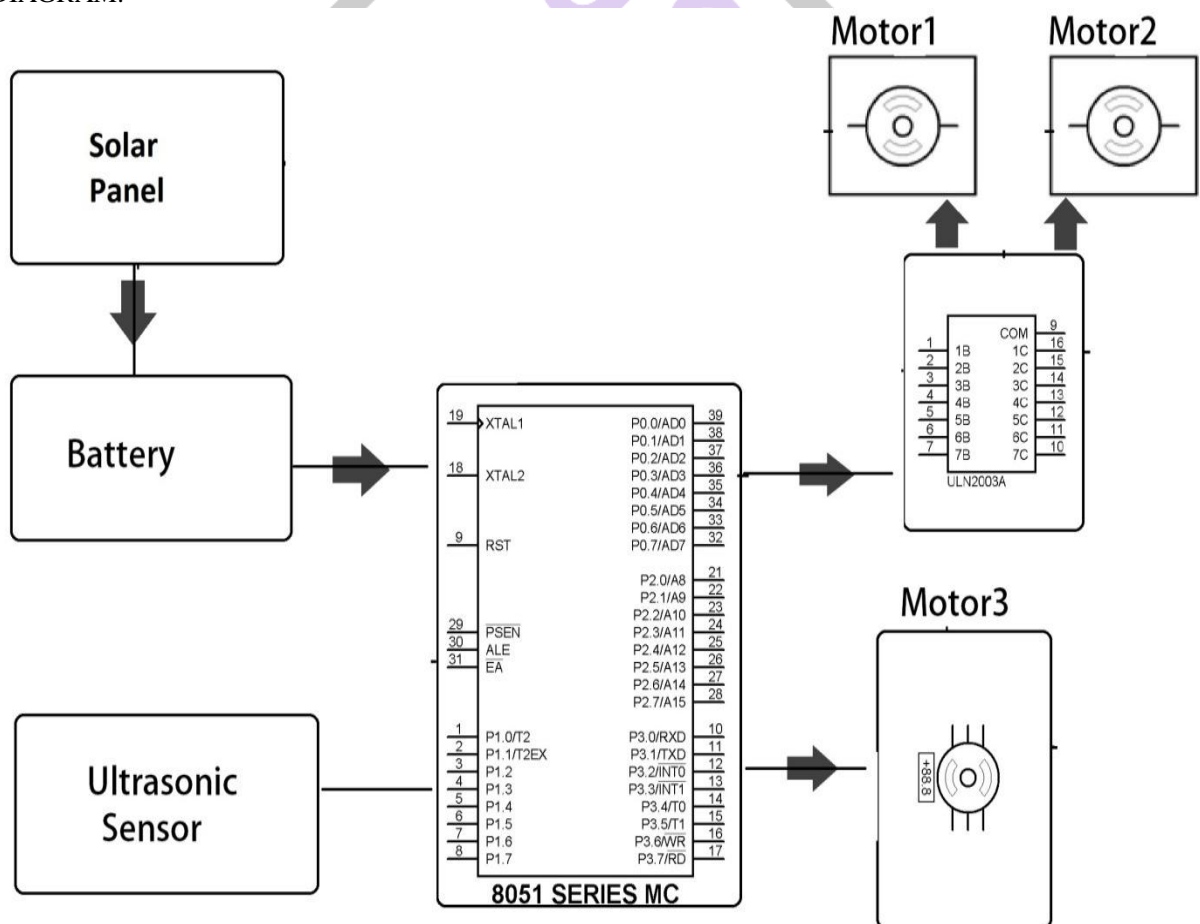 DIAGRAM:
Motor1
Motor2
Solar
Panel
Battery
Ultrasonic
Sensor
19 XTAL1
18 XTAL2
9 RST
29 PSEN
30 ALE
31 EA
1 P1.0/T2
2 P1.1/T2EX
3 P1.2
4 P1.3
5 P1.4
6 P1.5
7 P1.6
8 P1.7
P0.0/AD0 39
P0.1/AD1 38
P0.2/AD2 37
P0.3/AD3 36
P0.4/AD4 35
P0.5/AD5 34
P0.6/AD6 33
P0.7/AD7 32
P2.0/A8 21
P2.1/A9 22
P2.2/A10 23
P2.3/A11 24
P2.4/A12 25
P2.5/A13 26
P2.6/A14 27
P2.7/A15 28
P3.0/RXD 10
P3.1/TXD 11
P3.2/INT0 12
P3.3/INT1 13
P3.4/T0 14
P3.5/T1 15
P3.6/WR 16
P3.7/RD 17
8051 SERIES MC
COM 9
1 1B 1C 16
2 2B 2C 15
3 3B 3C 14
4 4B 4C 13
5 5B 5C 12
6 6B 6C 11
7 7B 7C 10
ULN2003A
Motor3
+88.8